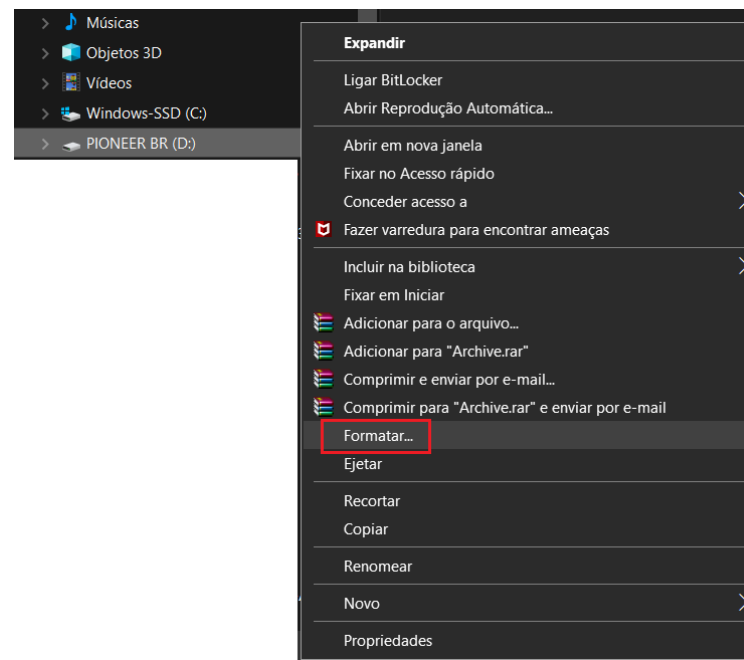 Músicas
Objetos 3D
Vídeos
Windows-SSD (C:)
PIONEER BR (D:)
Expandir
Ligar BitLocker
Abrir Reprodução Automática...
Abrir em nova janela
Fixar no Acesso rápido
Conceder acesso a
Fazer varredura para encontrar ameaças
Incluir na biblioteca
Fixar em Iniciar
Adicionar para o arquivo...
Adicionar para "Archive.rar"
Comprimir e enviar por e-mail...
Comprimir para "Archive.rar" e enviar por e-mail
Formatar...
Ejetar
Recortar
Copiar
Renomear
Novo
Propriedades